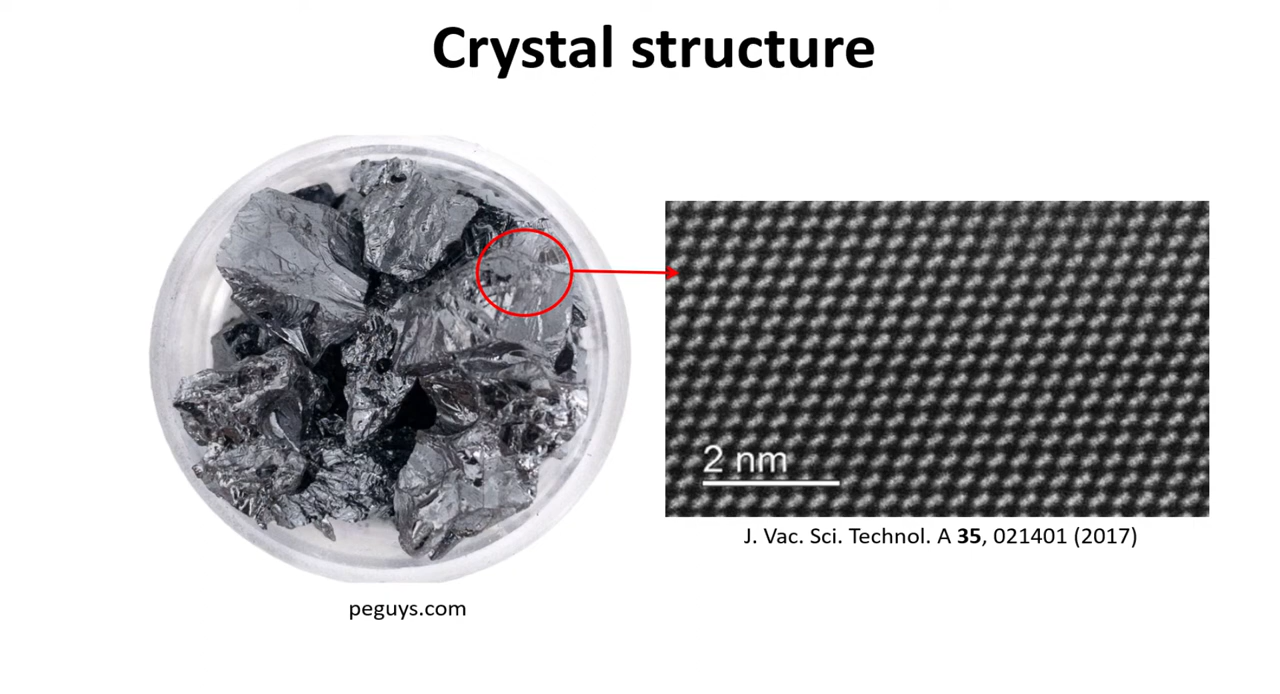 Crystal structure
2 nm
J. Vac. Sci. Technol. A 35, 021401 (2017)
peguys.com